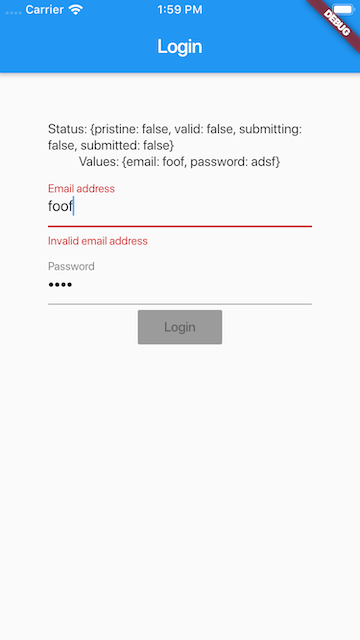 Carrier 1:59 PM
DEBUG
Login
Status: {pristine: false, valid: false, submitting:
false, submitted: false}
Values: {email: foof, password: adsf}
Email address
foof
Invalid email address
Password
••••
Login